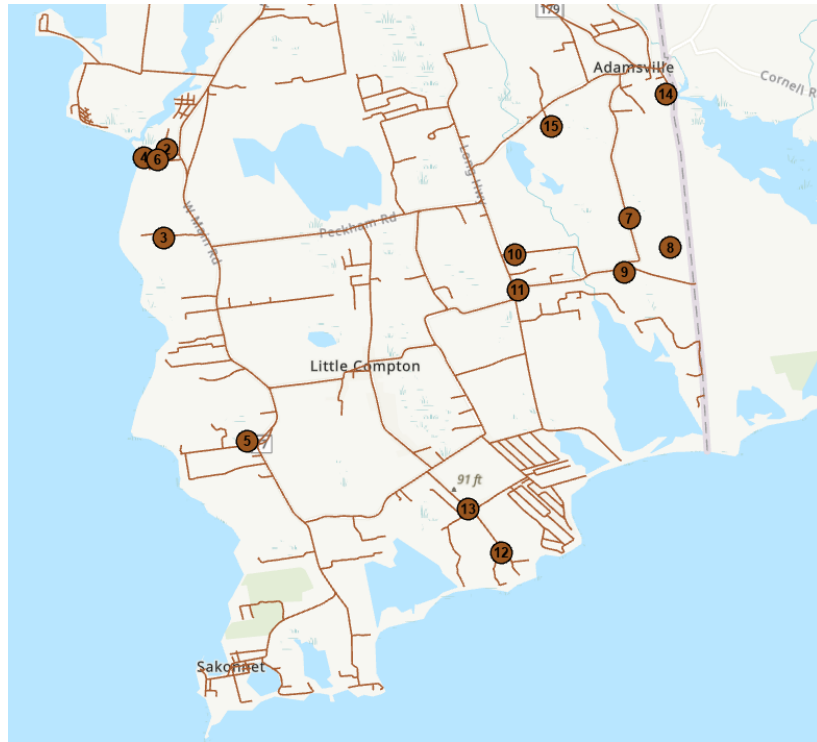 179
Adamsville
Cornell R
14
15
Long Hwy
2
4
6
W Main Rd
Peckham Rd
3
7
8
10
9
11
Little Compton
5
91 ft
13
12
Sakonnet